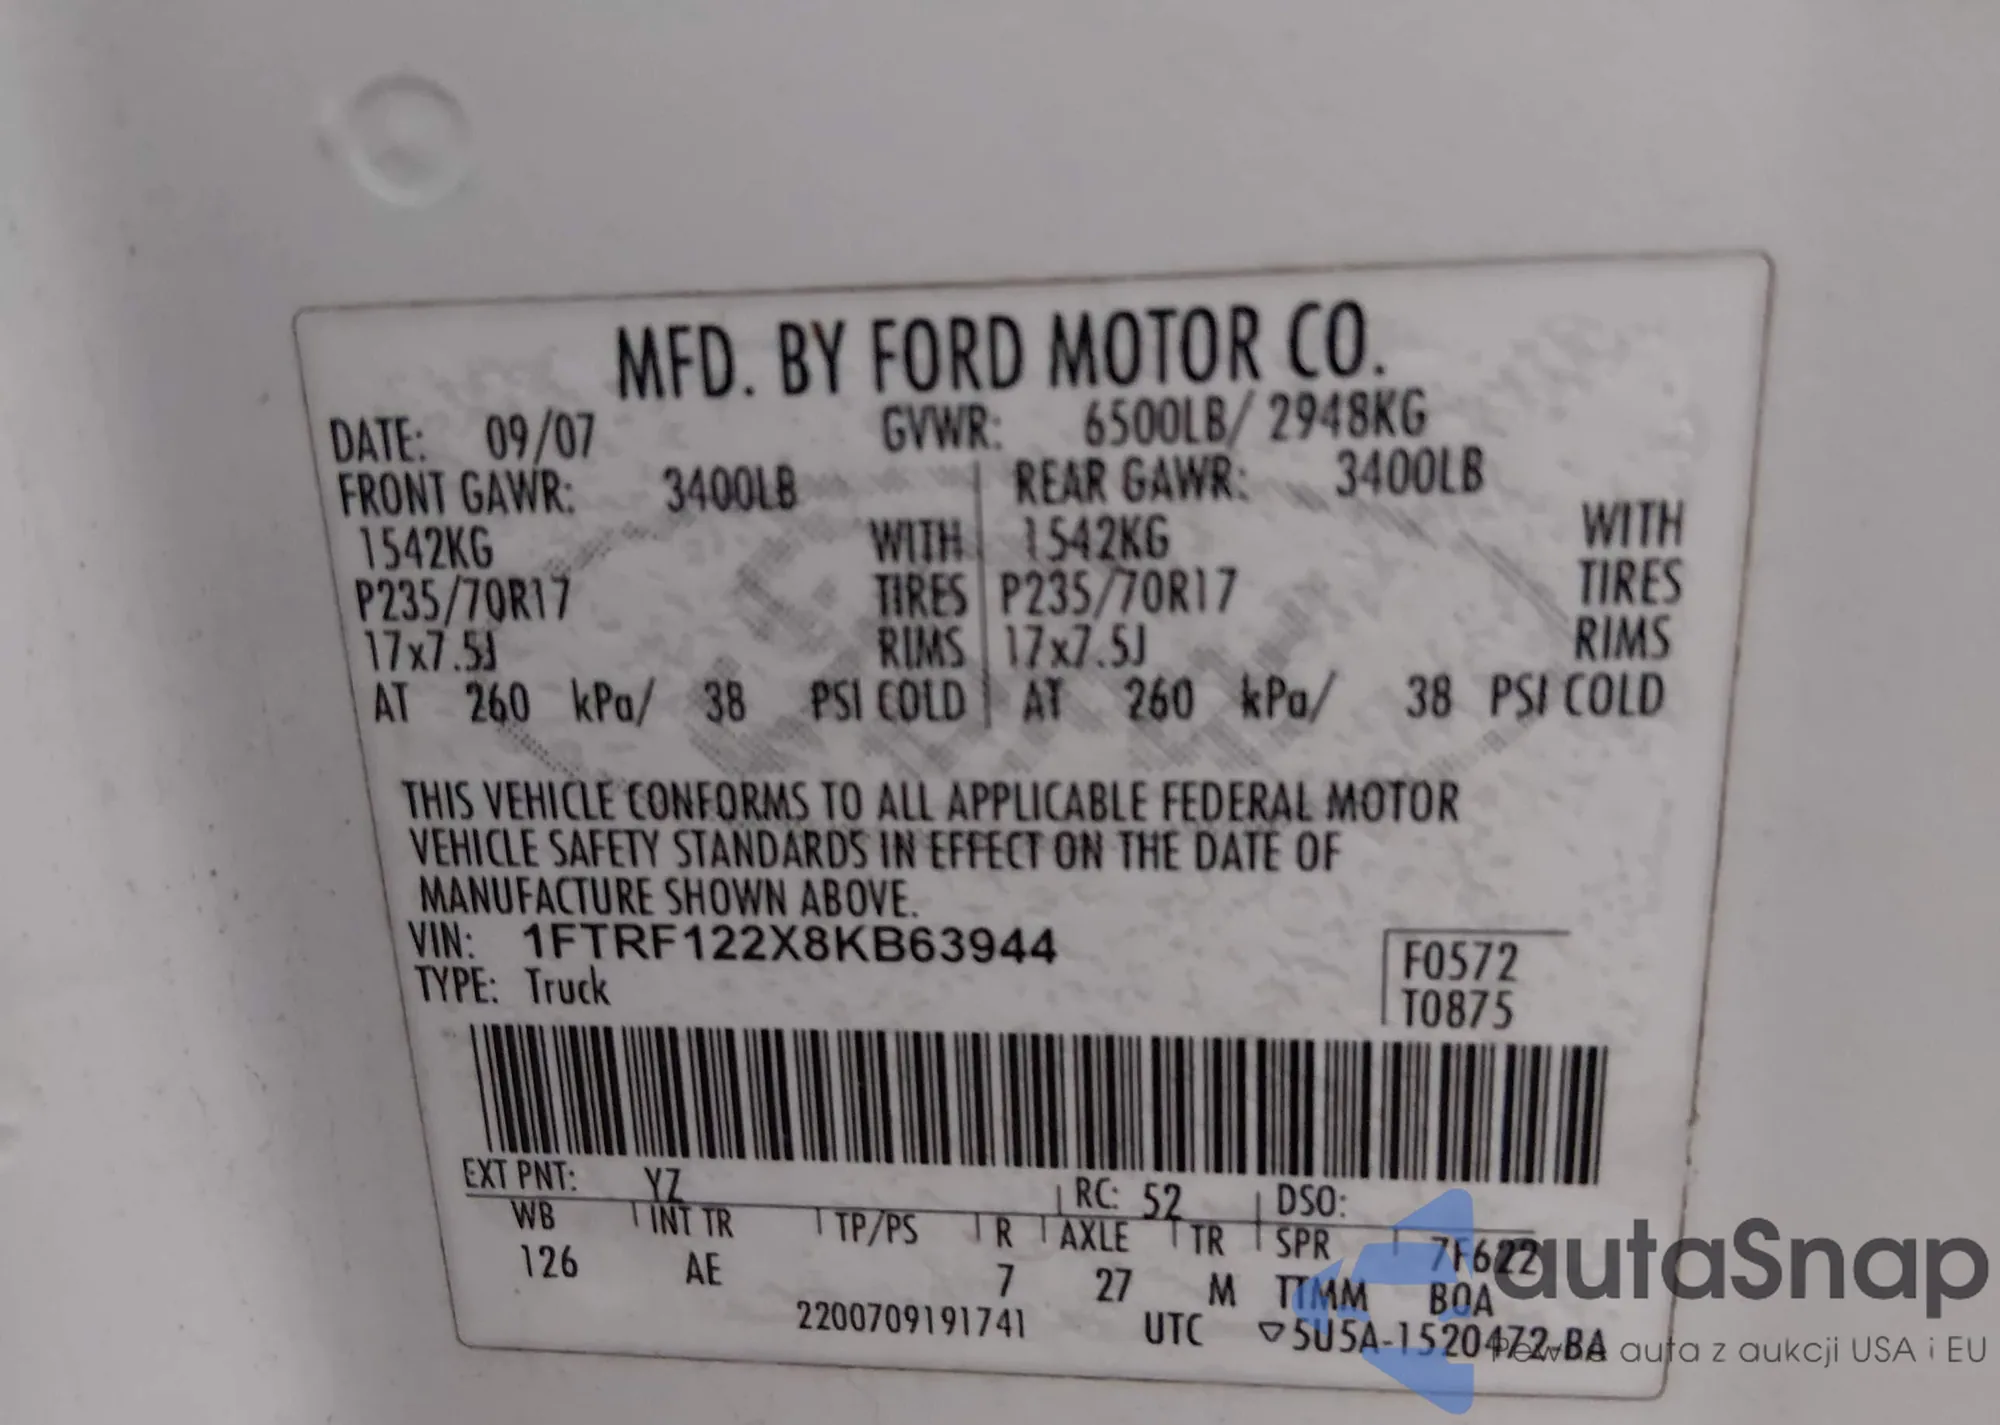 MFD. BY FORD MOTOR CO.
DATE: 09/07 GVWR: 6500LB/ 2948KG
FRONT GAWR: 3400LB REAR GAWR: 3400LB
1542KG WITH 1542KG WITH
P235/70R17 TIRES P235/70R17 TIRES
17x7.5J RIMS 17x7.5J RIMS
AT 260 kPa/ 38 PSI COLD AT 260 kPa/ 38 PSI COLD
THIS VEHICLE CONFORMS TO ALL APPLICABLE FEDERAL MOTOR
VEHICLE SAFETY STANDARDS IN EFFECT ON THE DATE OF
MANUFACTURE SHOWN ABOVE.
VIN: 1FTRF122X8KB63944
F0572
TYPE: Truck
T0875
EXT PNT: YZ RC: 52 DSO:
WB INT TR TP/PS R AXLE TR SPR 7F622
126 AE 7 27 M TTMM B0A
2200709191741 UTC ▽5U5A-1520472-BA
autaSnap
Pewne auta z aukcji USA i EU